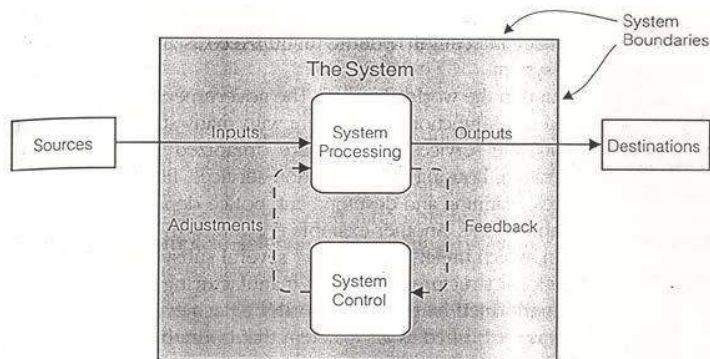 System
Boundaries
The System
Sources
Inputs
System
Processing
Outputs
Destinations
Adjustments
Feedback
System
Control